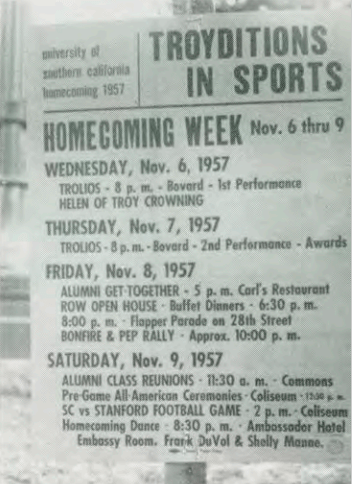 university of
southern california
homecoming 1957
TROYDITIONS
IN SPORTS
HOMECOMING WEEK Nov. 6 thru 9
WEDNESDAY, Nov. 6, 1957
TROLIOS - 8 p. m. - Bovard - 1st Performance
HELEN OF TROY CROWNING
THURSDAY, Nov. 7, 1957
TROLIOS - 8 p. m. - Bovard - 2nd Performance - Awards
FRIDAY, Nov. 8, 1957
ALUMNI GET-TOGETHER - 5 p. m. Carl's Restaurant
ROW OPEN HOUSE - Buffet Dinners - 6:30 p. m.
8:00 p. m. - Flapper Parade on 28th Street
BONFIRE & PEP RALLY - Approx. 10:00 p. m.
SATURDAY, Nov. 9, 1957
ALUMNI CLASS REUNIONS - 11:30 a. m. - Commons
Pre-Game All-American Ceremonies - Coliseum - 1:30 p. m.
SC vs STANFORD FOOTBALL GAME - 2 p. m. - Coliseum
Homecoming Dance - 8:30 p. m. - Ambassador Hotel
Embassy Room. Frank DuVol & Shelly Manne.